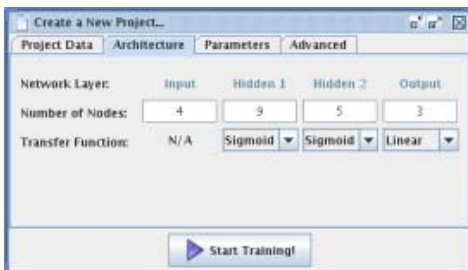 Create a New Project...
Project Data Architecture Parameters Advanced
Network Layer: Input Hidden 1 Hidden 2 Output
Number of Nodes: 4 9 5 3
Transfer Function: N/A Sigmoid Sigmoid Linear
Start Training!